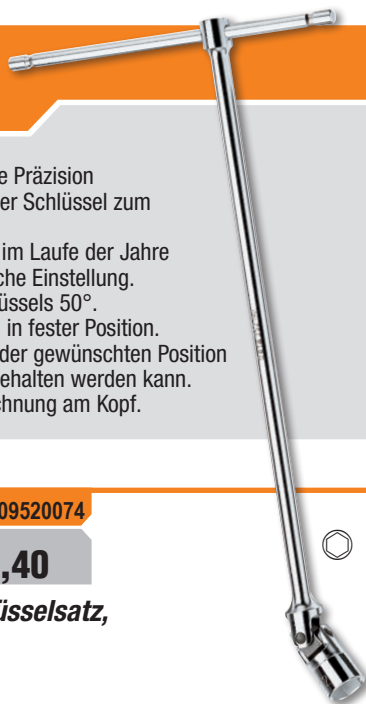 e Präzision
er Schlüssel zum
im Laufe der Jahre
che Einstellung.
üssels 50°.
in fester Position.
der gewünschten Position
ehalten werden kann.
chnung am Kopf.
09520074
,40
üsselsatz,